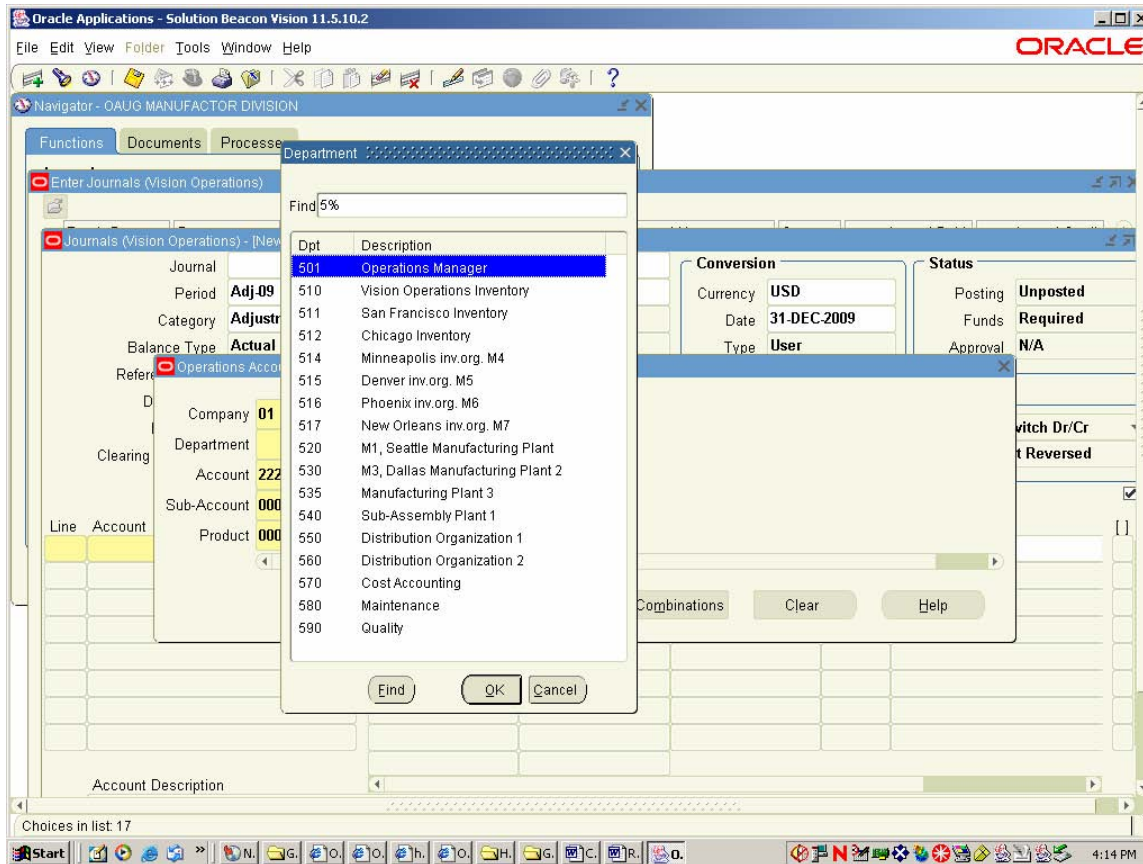 Oracle Applications - Solution Beacon Vision 11.5.10.2
File Edit View Folder Tools Window Help
ORACLE
Navigator - OAUG MANUFACTOR DIVISION
Functions Documents
Department
Enter Journals (Vision Operations)
Find 5%
Journals (Vision Operations) - [New
Dpt Description
Journal 501 Operations Manager Conversion Status
Period Adj-09 510 Vision Operations Inventory Currency USD Posting Unposted
Category 511 San Francisco Inventory Date 31-DEC-2009 Funds Required
512 Chicago Inventory
Balance Type Actual 514 Minneapolis inv.org. M4 Type User Approval N/A
515 Denver inv.org. M5
Company 01 516 Phoenix inv.org. M6
517 New Orleans inv.org. M7
Department 520 M1, Seattle Manufacturing Plant
Clearing
Account 222 530 M3, Dallas Manufacturing Plant 2 t Reversed
Sub-Account 000 535 Manufacturing Plant 3
Line Account Product 000 540 Sub-Assembly Plant 1 [ ]
550 Distribution Organization 1
560 Distribution Organization 2
570 Cost Accounting
580 Maintenance Combinations Clear Help
590 Quality
Find OK Cancel
Account Description
Choices in list: 17
Start » N. G. O. O. h. O. H. G. C. R. O. 4:14 PM